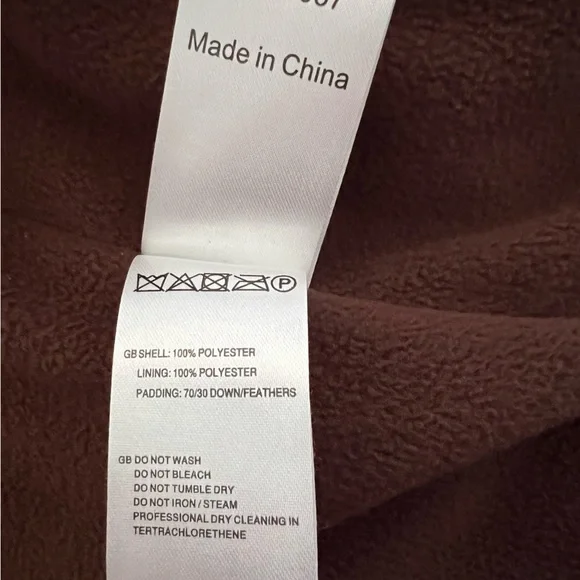 Made in China
P
GB SHELL: 100% POLYESTER
LINING: 100% POLYESTER
PADDING: 70/30 DOWN/FEATHERS
GB DO NOT WASH
DO NOT BLEACH
DO NOT TUMBLE DRY
DO NOT IRON / STEAM
PROFESSIONAL DRY CLEANING IN
TERTRACHLORETHENE